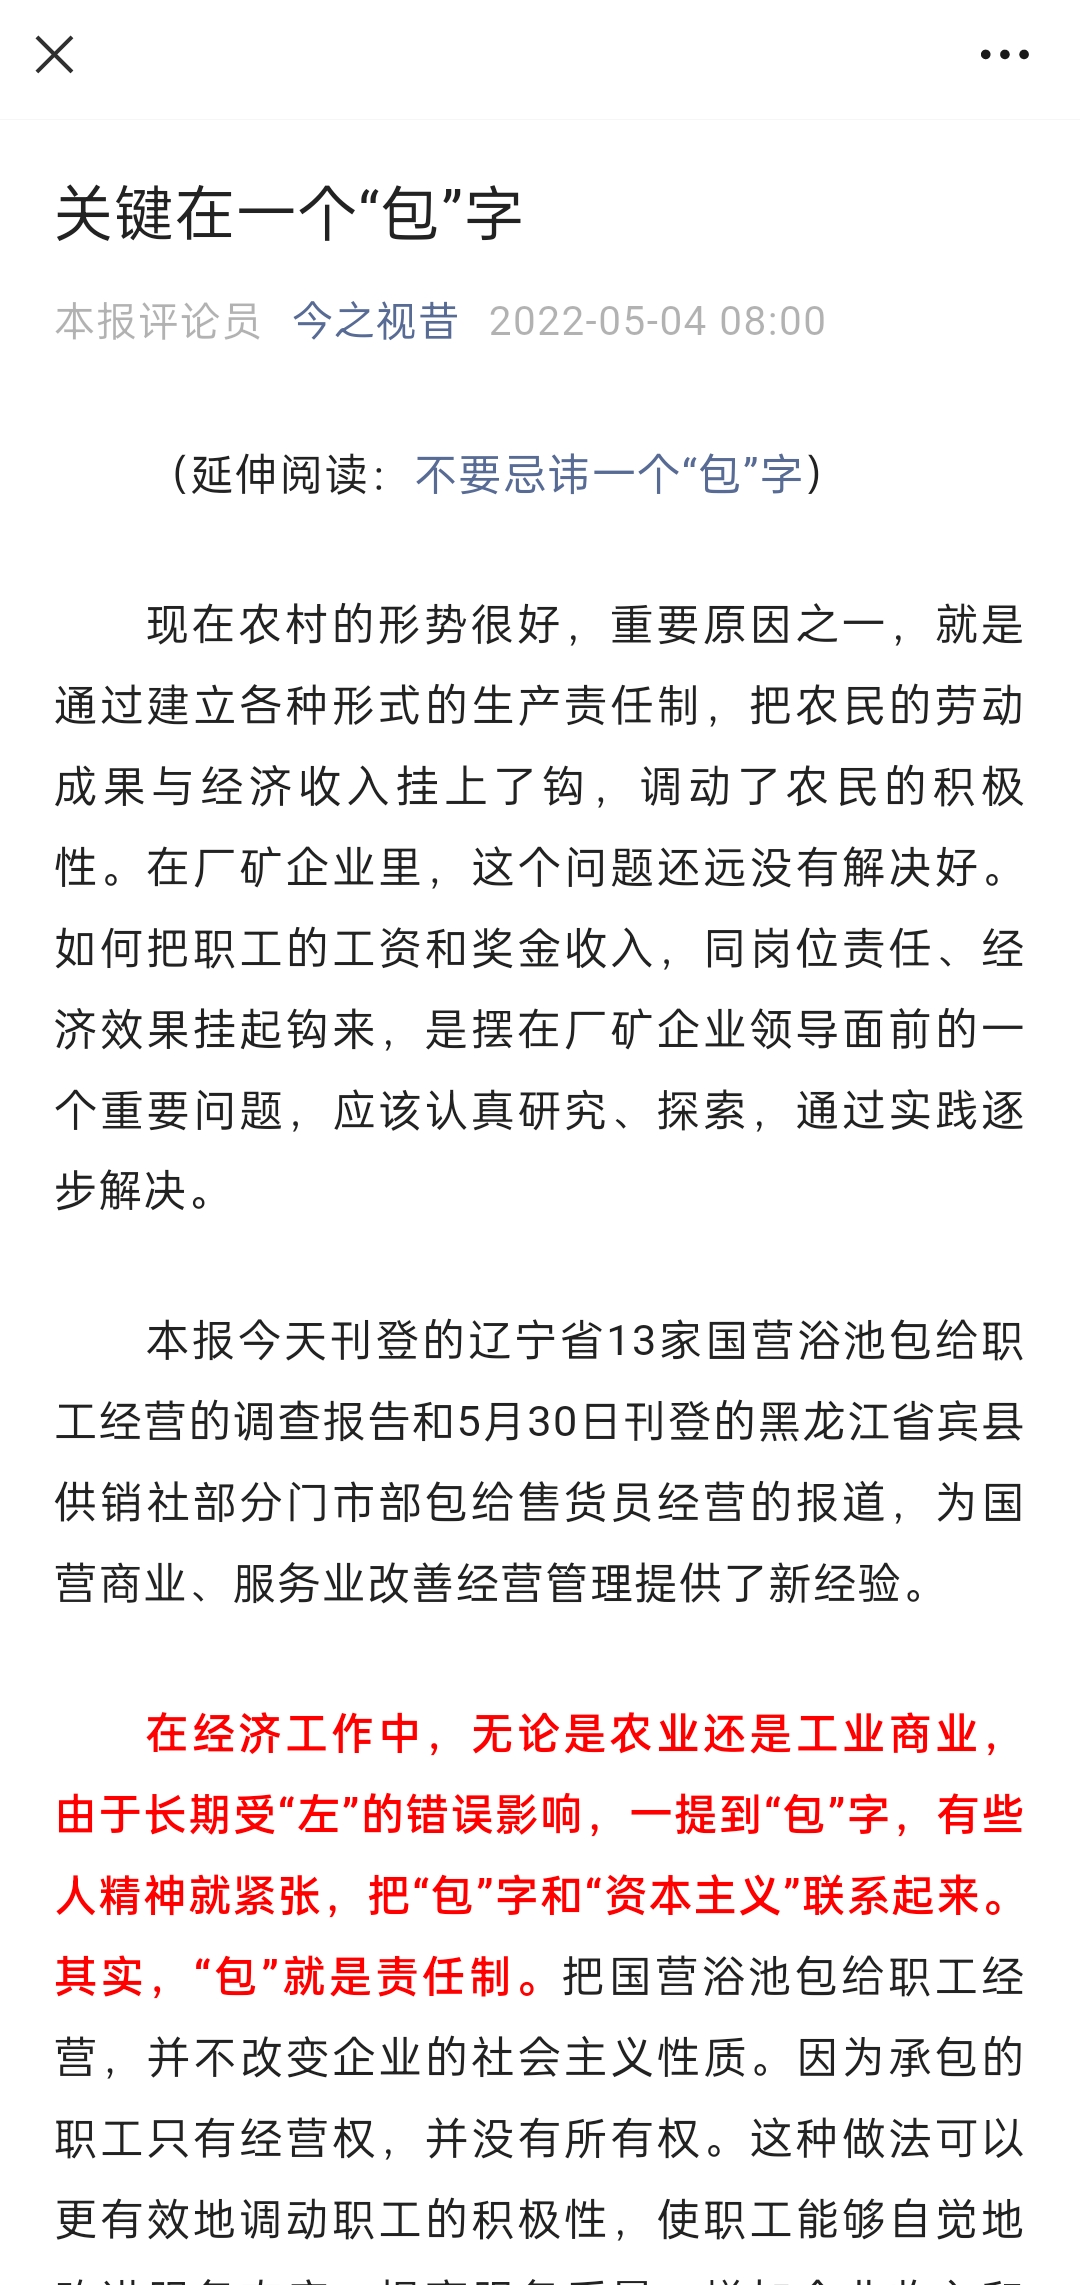 关键在一个“包”字
本报评论员 今之视昔 2022-05-04 08:00
（延伸阅读：不要忌讳一个“包”字）
现在农村的形势很好，重要原因之一，就是
通过建立各种形式的生产责任制，把农民的劳动
成果与经济收入挂上了钩，调动了农民的积极
性。在厂矿企业里，这个问题还远没有解决好。
如何把职工的工资和奖金收入，同岗位责任、经
济效果挂起钩来，是摆在厂矿企业领导面前的一
个重要问题，应该认真研究、探索，通过实践逐
步解决。
本报今天刊登的辽宁省13家国营浴池包给职
工经营的调查报告和5月30日刊登的黑龙江省宾县
供销社部分门市部包给售货员经营的报道，为国
营商业、服务业改善经营管理提供了新经验。
在经济工作中，无论是农业还是工业商业，
由于长期受“左”的错误影响，一提到“包”字，有些
人精神就紧张，把“包”字和“资本主义”联系起来。
其实，“包”就是责任制。把国营浴池包给职工经
营，并不改变企业的社会主义性质。因为承包的
职工只有经营权，并没有所有权。这种做法可以
更有效地调动职工的积极性，使职工能够自觉地